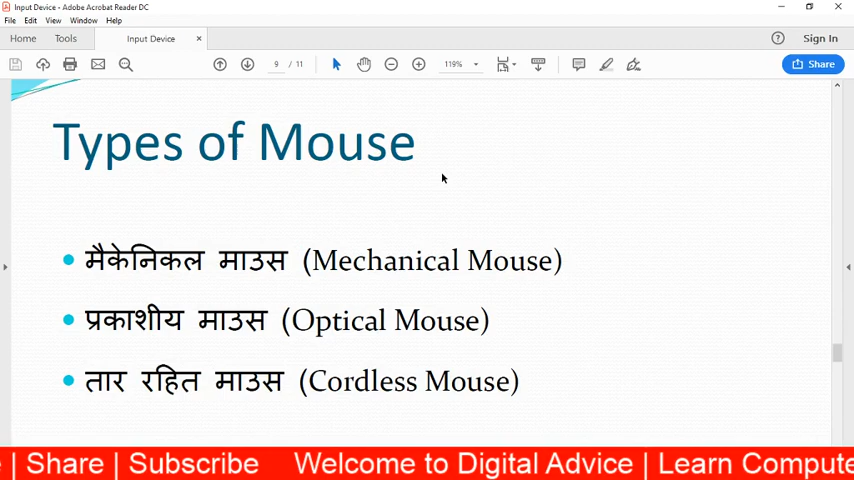 Input Device - Adobe Acrobat Reader DC
File Edit View Window Help
Home Tools Input Device × Sign In
9 / 11 119% Share
Types of Mouse
• मैकेनिकल माउस (Mechanical Mouse)
• प्रकाशीय माउस (Optical Mouse)
• तार रहित माउस (Cordless Mouse)
| Share | Subscribe Welcome to Digital Advice | Learn Compute